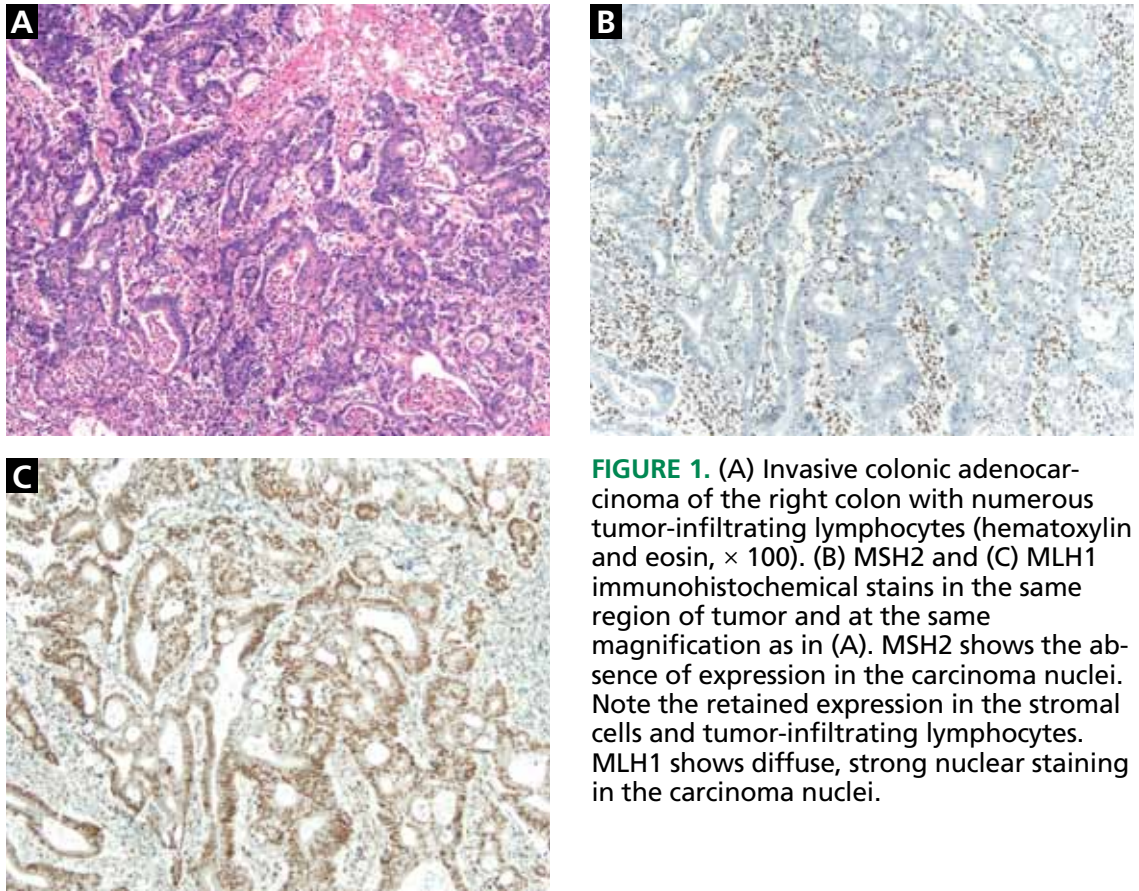 A
B
C
FIGURE 1. (A) Invasive colonic adenocar-
cinoma of the right colon with numerous
tumor-infiltrating lymphocytes (hematoxylin
and eosin, × 100). (B) MSH2 and (C) MLH1
immunohistochemical stains in the same
region of tumor and at the same
magnification as in (A). MSH2 shows the ab-
sence of expression in the carcinoma nuclei.
Note the retained expression in the stromal
cells and tumor-infiltrating lymphocytes.
MLH1 shows diffuse, strong nuclear staining
in the carcinoma nuclei.